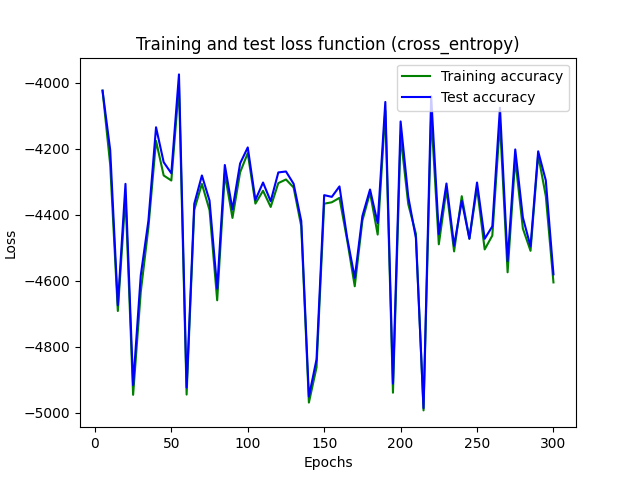 Training and test loss function (cross_entropy)
Training accuracy
Test accuracy
−4000
−4200
−4400
−4600
−4800
−5000
Loss
0 50 100 150 200 250 300
Epochs